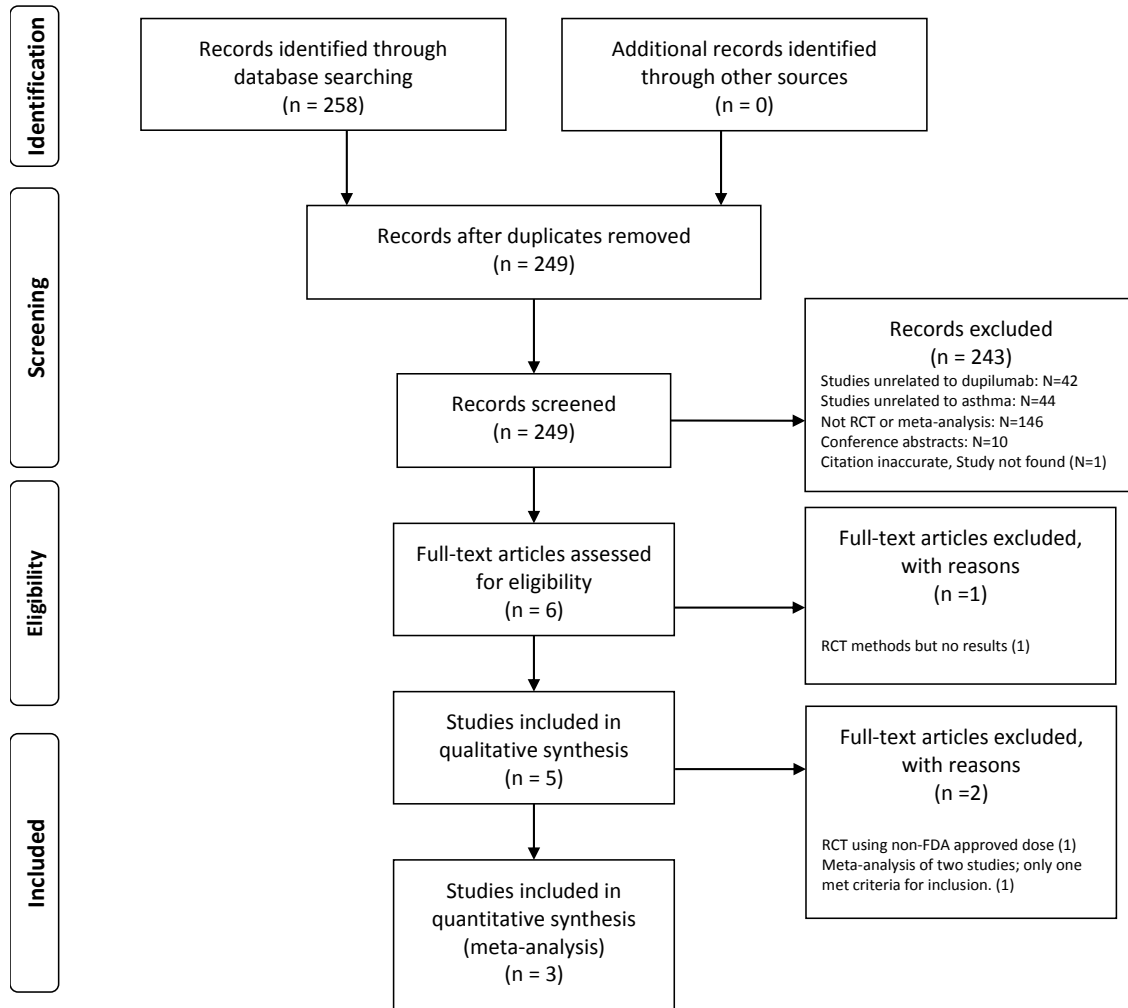 Identification
Records identified through
database searching
(n = 258)
Additional records identified
through other sources
(n = 0)
Screening
Records after duplicates removed
(n = 249)
Records screened
(n = 249)
Records excluded
(n = 243)
Studies unrelated to dupilumab: N=42
Studies unrelated to asthma: N=44
Not RCT or meta-analysis: N=146
Conference abstracts: N=10
Citation inaccurate, Study not found (N=1)
Eligibility
Full-text articles assessed
for eligibility
(n = 6)
Full-text articles excluded,
with reasons
(n =1)
RCT methods but no results (1)
Included
Studies included in
qualitative synthesis
(n = 5)
Full-text articles excluded,
with reasons
(n =2)
RCT using non-FDA approved dose (1)
Meta-analysis of two studies; only one
met criteria for inclusion. (1)
Studies included in
quantitative synthesis
(meta-analysis)
(n = 3)